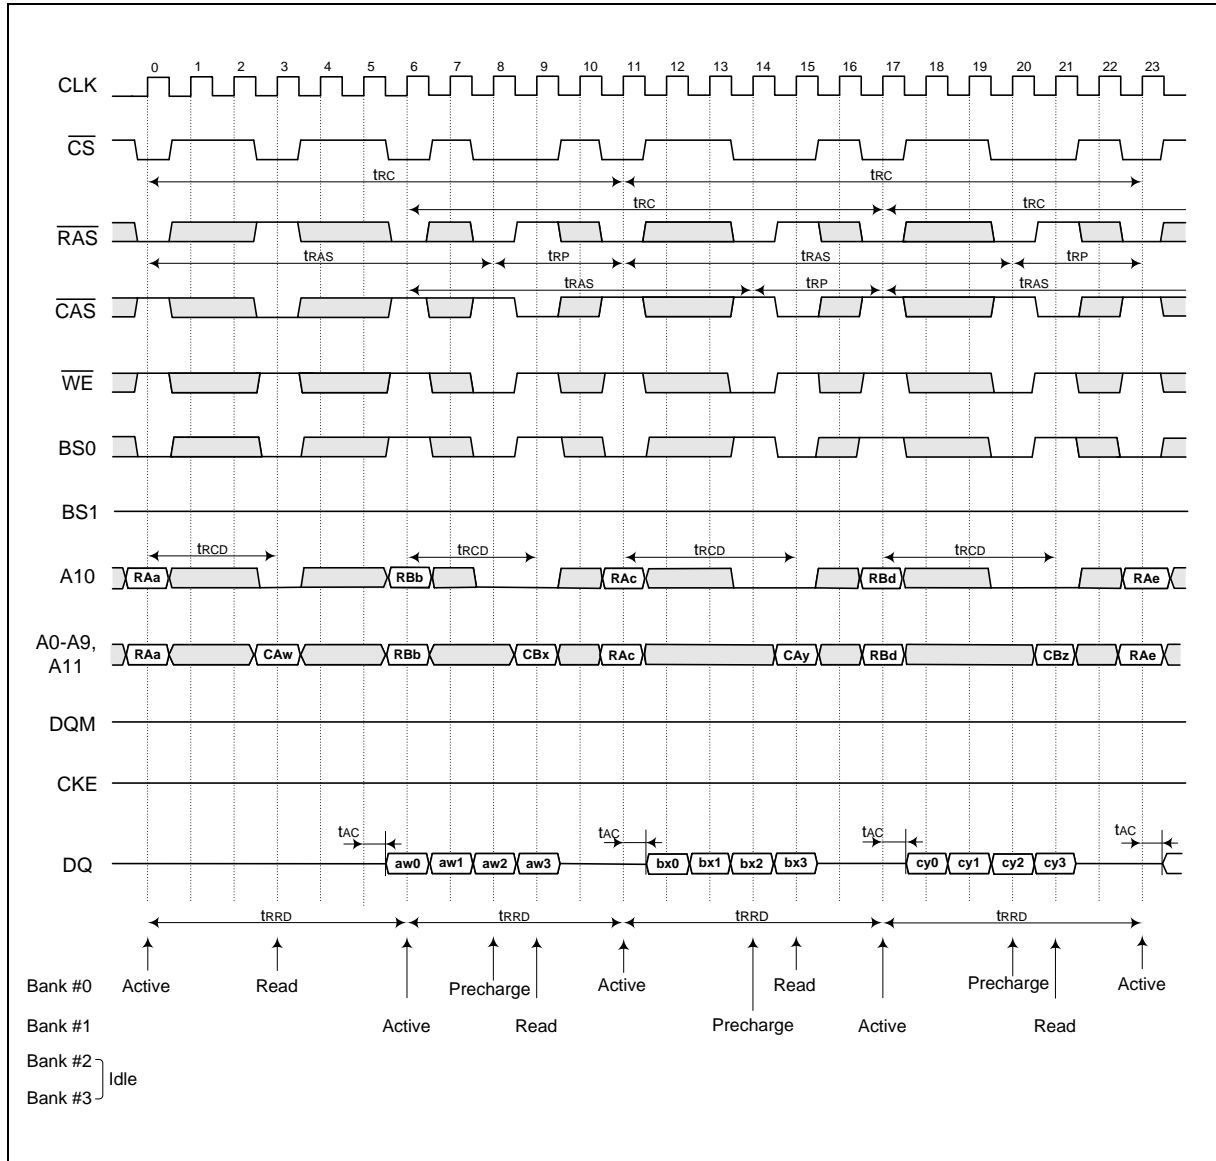 0 1 2 3 4 5 6 7 8 9 10 11 12 13 14 15 16 17 18 19 20 21 22 23
CLK
CS
tRC tRC
tRC tRC
RAS
tRAS tRP tRAS tRP
tRAS tRP tRAS
CAS
WE
BS0
BS1
tRCD tRCD tRCD tRCD
A10 RAa RBb RAc RBd RAe
A0-A9,
A11
RAa CAw RBb CBx RAc CAy RBd CBz RAe
DQM
CKE
tAC tAC tAC tAC
DQ aw0 aw1 aw2 aw3 bx0 bx1 bx2 bx3 cy0 cy1 cy2 cy3
tRRD tRRD tRRD tRRD
Bank #0 Active Read Precharge Active Read Precharge Active
Bank #1 Active Read Precharge Active Read
Bank #2
Idle
Bank #3